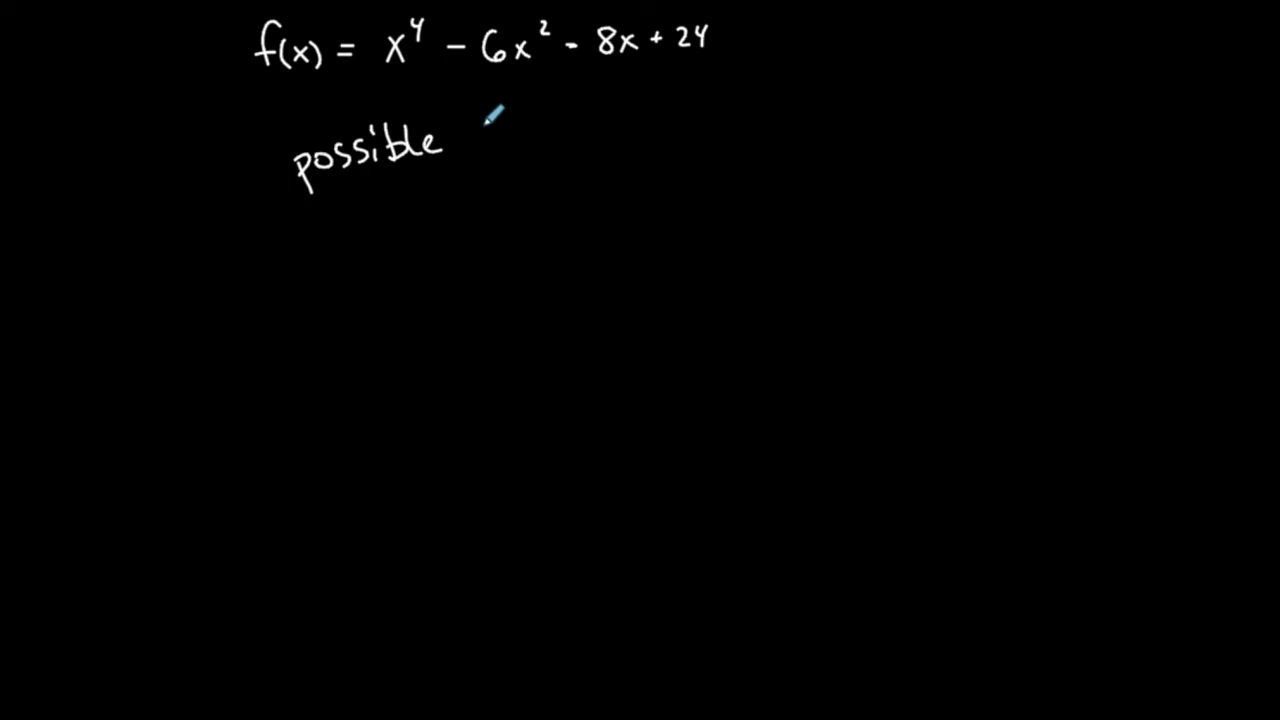 f(x) = x⁴ - 6x² - 8x + 24
possible